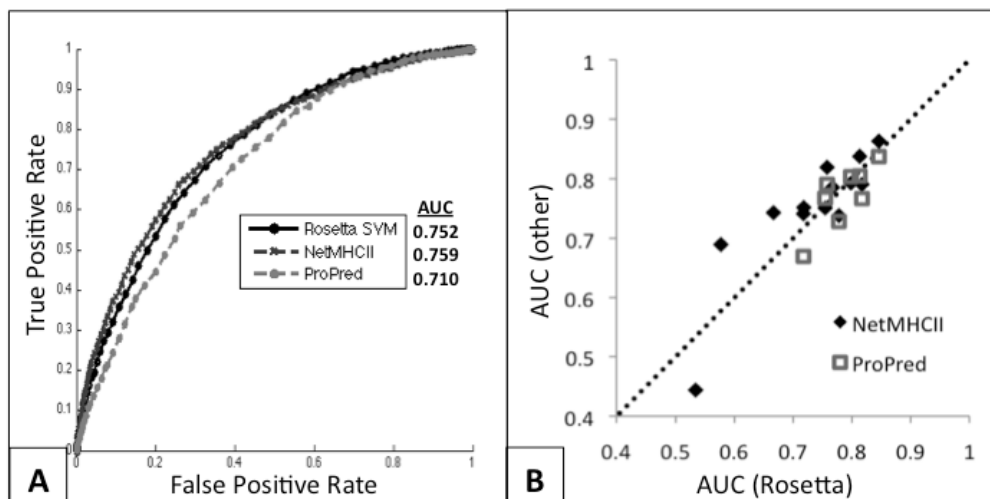 1
0.9
0.8
0.7
0.6
0.5
0.4
0.3
0.2
0.1
0
0
0.2
0.4
0.6
0.8
1
True Positive Rate
False Positive Rate
AUC
Rosetta SVM 0.752
NetMHCII 0.759
ProPred 0.710
A
1
0.9
0.8
0.7
0.6
0.5
0.4
0.4 0.5 0.6 0.7 0.8 0.9 1
AUC (other)
AUC (Rosetta)
NetMHCII
ProPred
B